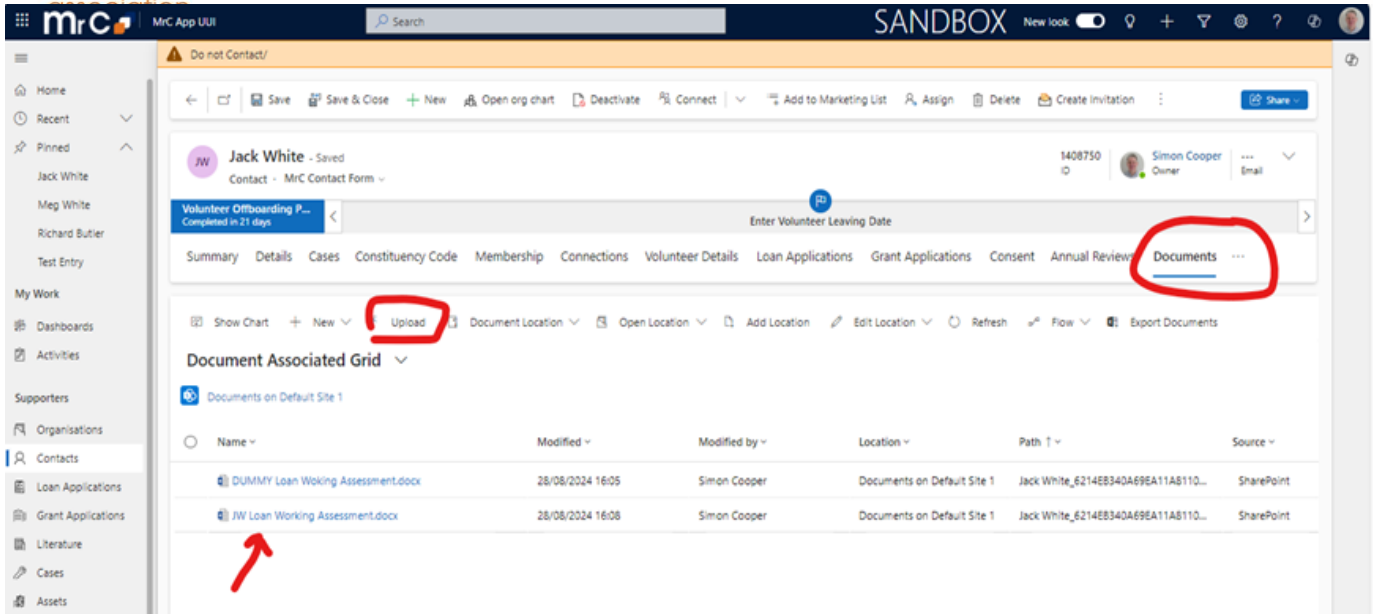 association
MrC MrC App UUI Search SANDBOX New look
Do not Contact/
Home
Recent
Pinned
Jack White
Meg White
Richard Butler
Test Entry
My Work
Dashboards
Activities
Supporters
Organisations
Contacts
Loan Applications
Grant Applications
Literature
Cases
Assets
Save Save & Close New Open org chart Deactivate Connect Add to Marketing List Assign Delete Create Invitation Share
JW Jack White - Saved
Contact · MrC Contact Form
1408750 Simon Cooper ---
ID Owner Email
Volunteer Offboarding P...
Completed in 21 days
Enter Volunteer Leaving Date
Summary Details Cases Constituency Code Membership Connections Volunteer Details Loan Applications Grant Applications Consent Annual Reviews Documents ...
Show Chart New Upload Document Location Open Location Add Location Edit Location Refresh Flow Export Documents
Document Associated Grid
Documents on Default Site 1
Name Modified Modified by Location Path ↑ Source
DUMMY Loan Woking Assessment.docx 28/08/2024 16:05 Simon Cooper Documents on Default Site 1 Jack White_6214EB340A69EA11A8110... SharePoint
JW Loan Working Assessment.docx 28/08/2024 16:08 Simon Cooper Documents on Default Site 1 Jack White_6214EB340A69EA11A8110... SharePoint